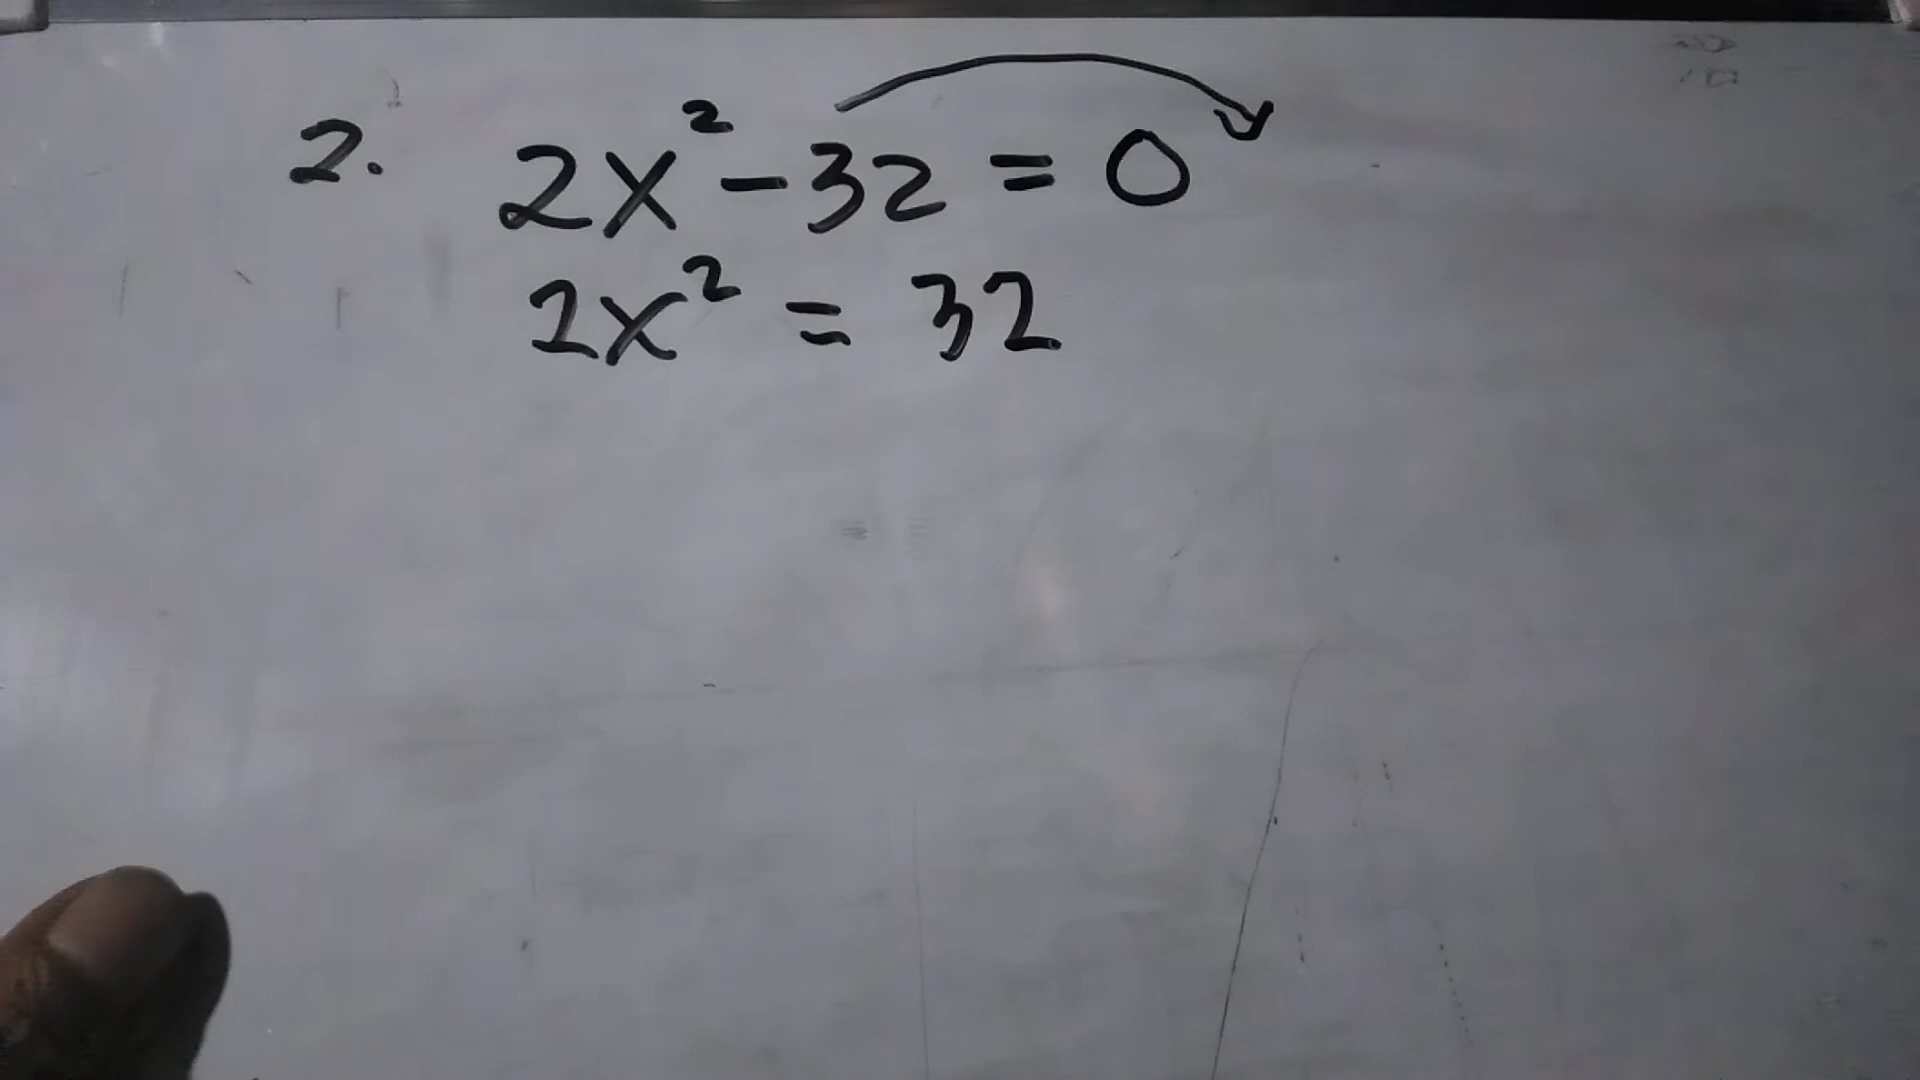 2. 2x² - 32 = 0
2x² = 32